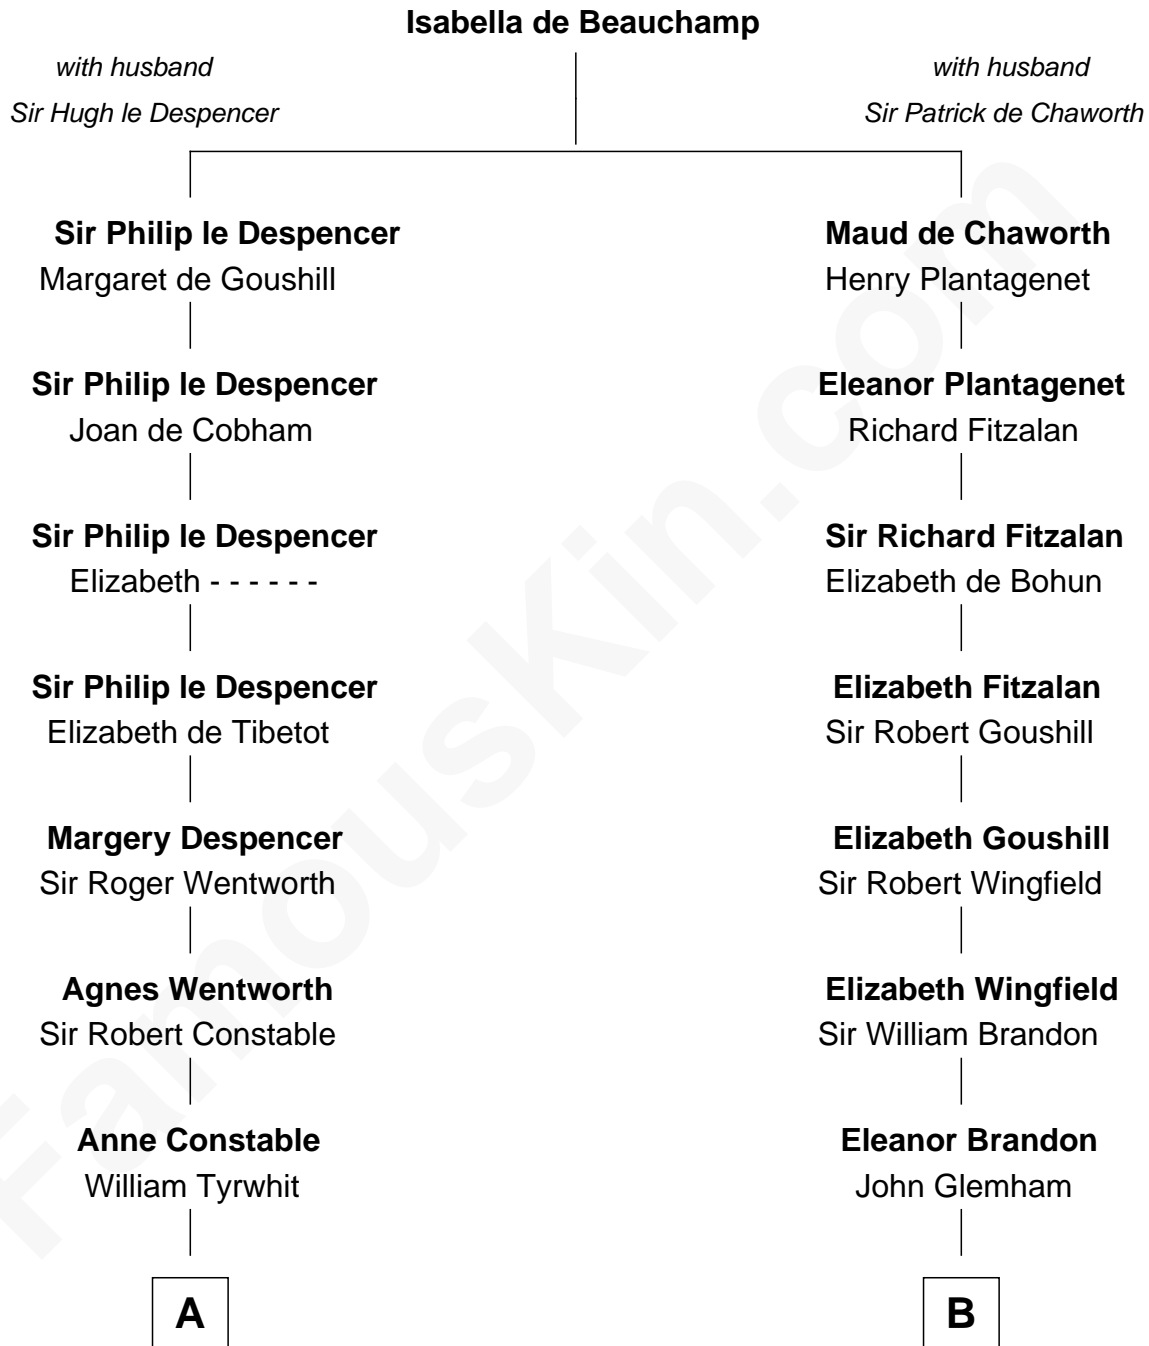 Isabella de Beauchamp
with husband
Sir Hugh le Despencer
with husband
Sir Patrick de Chaworth
Sir Philip le Despencer
Margaret de Goushill
Maud de Chaworth
Henry Plantagenet
Sir Philip le Despencer
Joan de Cobham
Eleanor Plantagenet
Richard Fitzalan
Sir Philip le Despencer
Elizabeth - - - - - -
Sir Richard Fitzalan
Elizabeth de Bohun
Sir Philip le Despencer
Elizabeth de Tibetot
Elizabeth Fitzalan
Sir Robert Goushill
Margery Despencer
Sir Roger Wentworth
Elizabeth Goushill
Sir Robert Wingfield
Agnes Wentworth
Sir Robert Constable
Elizabeth Wingfield
Sir William Brandon
Anne Constable
William Tyrwhit
Eleanor Brandon
John Glemham
A
B
FamousKin.com